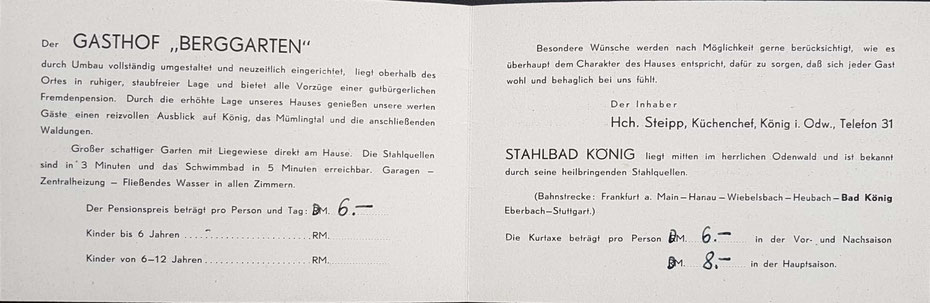 Der GASTHOF „BERGGARTEN“
durch Umbau vollständig umgestaltet und neuzeitlich eingerichtet, liegt oberhalb des
Ortes in ruhiger, staubfreier Lage und bietet alle Vorzüge einer gutbürgerlichen
Fremdenpension. Durch die erhöhte Lage unseres Hauses genießen unsere werten
Gäste einen reizvollen Ausblick auf König, das Mümlingtal und die anschließenden
Waldungen.
Großer schattiger Garten mit Liegewiese direkt am Hause. Die Stahlquellen
sind in 3 Minuten und das Schwimmbad in 5 Minuten erreichbar. Garagen –
Zentralheizung – Fließendes Wasser in allen Zimmern.
Der Pensionspreis beträgt pro Person und Tag: DM. 6.–
Kinder bis 6 Jahren ........................ RM.
Kinder von 6–12 Jahren .................... RM.
Besondere Wünsche werden nach Möglichkeit gerne berücksichtigt, wie es
überhaupt dem Charakter des Hauses entspricht, dafür zu sorgen, daß sich jeder Gast
wohl und behaglich bei uns fühlt.
Der Inhaber
Hch. Steipp, Küchenchef, König i. Odw., Telefon 31
STAHLBAD KÖNIG liegt mitten im herrlichen Odenwald und ist bekannt
durch seine heilbringenden Stahlquellen.
(Bahnstrecke: Frankfurt a. Main – Hanau – Wiebelsbach – Heubach – Bad König
Eberbach–Stuttgart.)
Die Kurtaxe beträgt pro Person DM. 6.– in der Vor- und Nachsaison
DM. 8.– in der Hauptsaison.